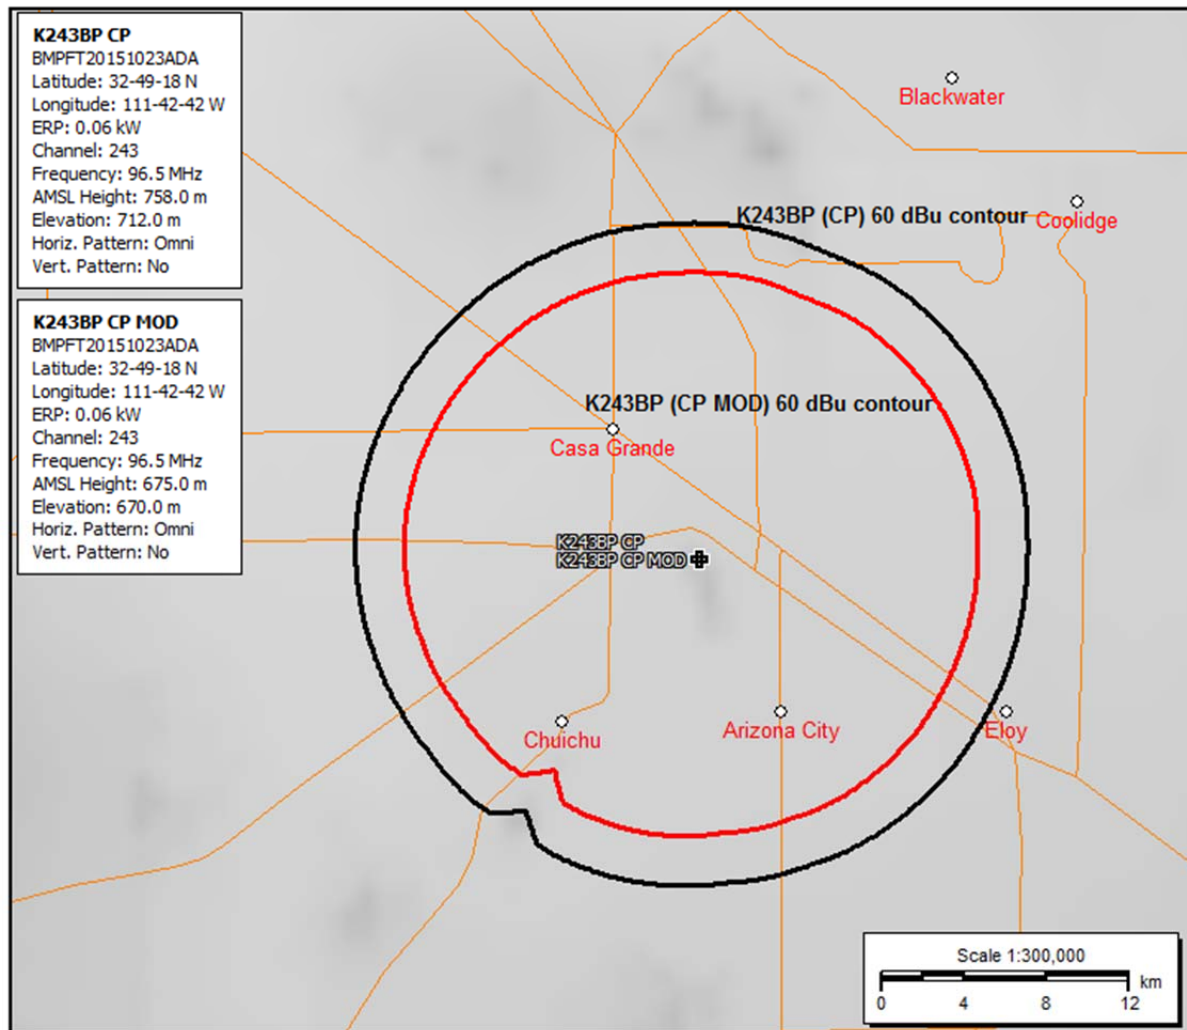 K243BP CP
BMPFT20151023ADA
Latitude: 32-49-18 N
Longitude: 111-42-42 W
ERP: 0.06 kW
Channel: 243
Frequency: 96.5 MHz
AMSL Height: 758.0 m
Elevation: 712.0 m
Horiz. Pattern: Omni
Vert. Pattern: No
K243BP CP MOD
BMPFT20151023ADA
Latitude: 32-49-18 N
Longitude: 111-42-42 W
ERP: 0.06 kW
Channel: 243
Frequency: 96.5 MHz
AMSL Height: 675.0 m
Elevation: 670.0 m
Horiz. Pattern: Omni
Vert. Pattern: No
Blackwater
K243BP (CP) 60 dBu contour
Coolidge
K243BP (CP MOD) 60 dBu contour
Casa Grande
K243BP CP
K243BP CP MOD
Chuichu
Arizona City
Eloy
Scale 1:300,000
km
0 4 8 12